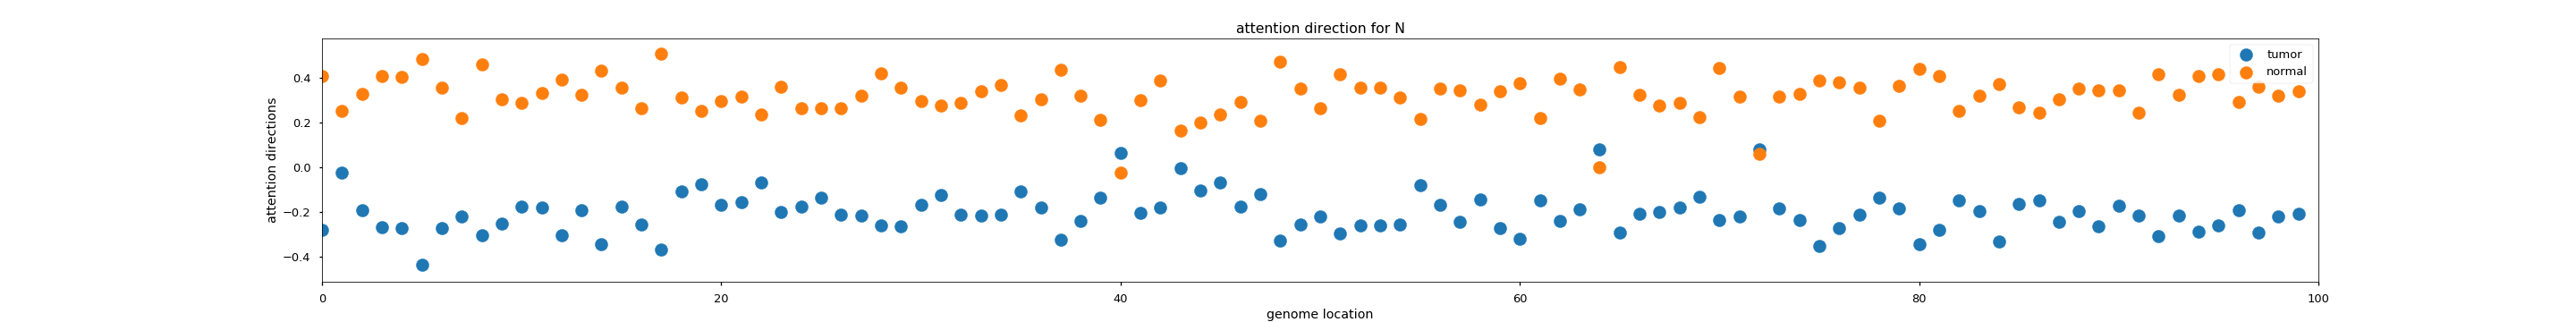 attention direction for N
tumor
normal
attention directions
0.4
0.2
0.0
−0.2
−0.4
0 20 40 60 80 100
genome location